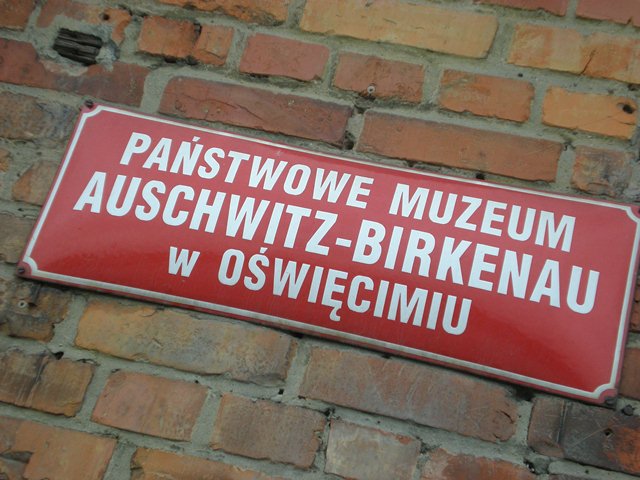 PAŃSTWOWE MUZEUM
AUSCHWITZ-BIRKENAU
W OŚWIĘCIMIU